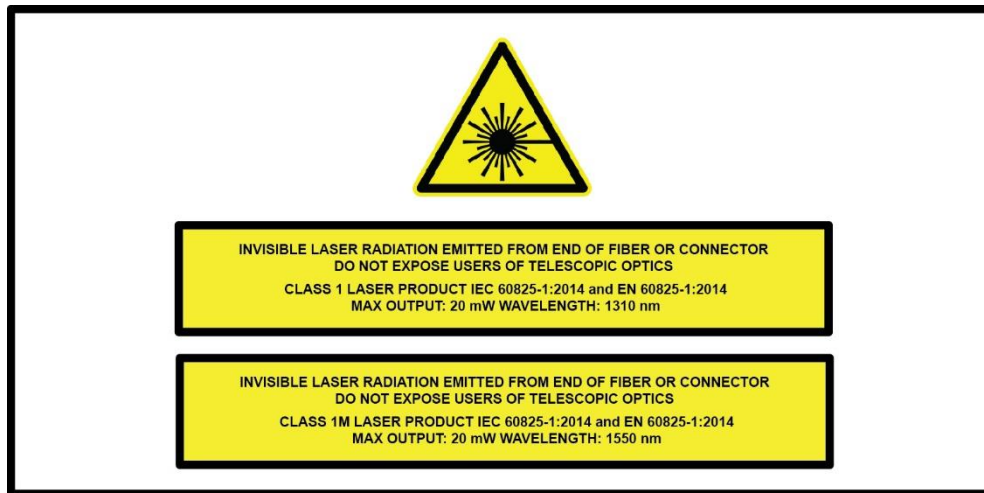 INVISIBLE LASER RADIATION EMITTED FROM END OF FIBER OR CONNECTOR
DO NOT EXPOSE USERS OF TELESCOPIC OPTICS
CLASS 1 LASER PRODUCT IEC 60825-1:2014 and EN 60825-1:2014
MAX OUTPUT: 20 mW WAVELENGTH: 1310 nm
INVISIBLE LASER RADIATION EMITTED FROM END OF FIBER OR CONNECTOR
DO NOT EXPOSE USERS OF TELESCOPIC OPTICS
CLASS 1M LASER PRODUCT IEC 60825-1:2014 and EN 60825-1:2014
MAX OUTPUT: 20 mW WAVELENGTH: 1550 nm